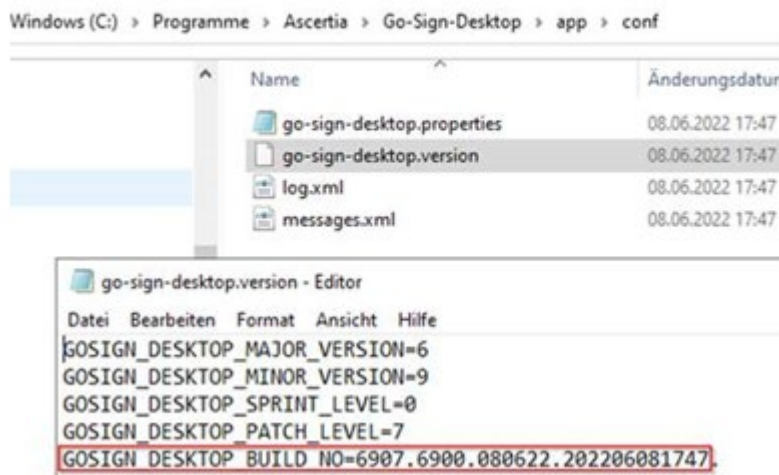 Windows (C:) > Programme > Ascertia > Go-Sign-Desktop > app > conf
Name Änderungsdatum
go-sign-desktop.properties 08.06.2022 17:47
go-sign-desktop.version 08.06.2022 17:47
log.xml 08.06.2022 17:47
messages.xml 08.06.2022 17:47
go-sign-desktop.version - Editor
Datei Bearbeiten Format Ansicht Hilfe
GOSIGN_DESKTOP_MAJOR_VERSION=6
GOSIGN_DESKTOP_MINOR_VERSION=9
GOSIGN_DESKTOP_SPRINT_LEVEL=0
GOSIGN_DESKTOP_PATCH_LEVEL=7
GOSIGN_DESKTOP_BUILD_NO=6907.6900.080622.202206081747.